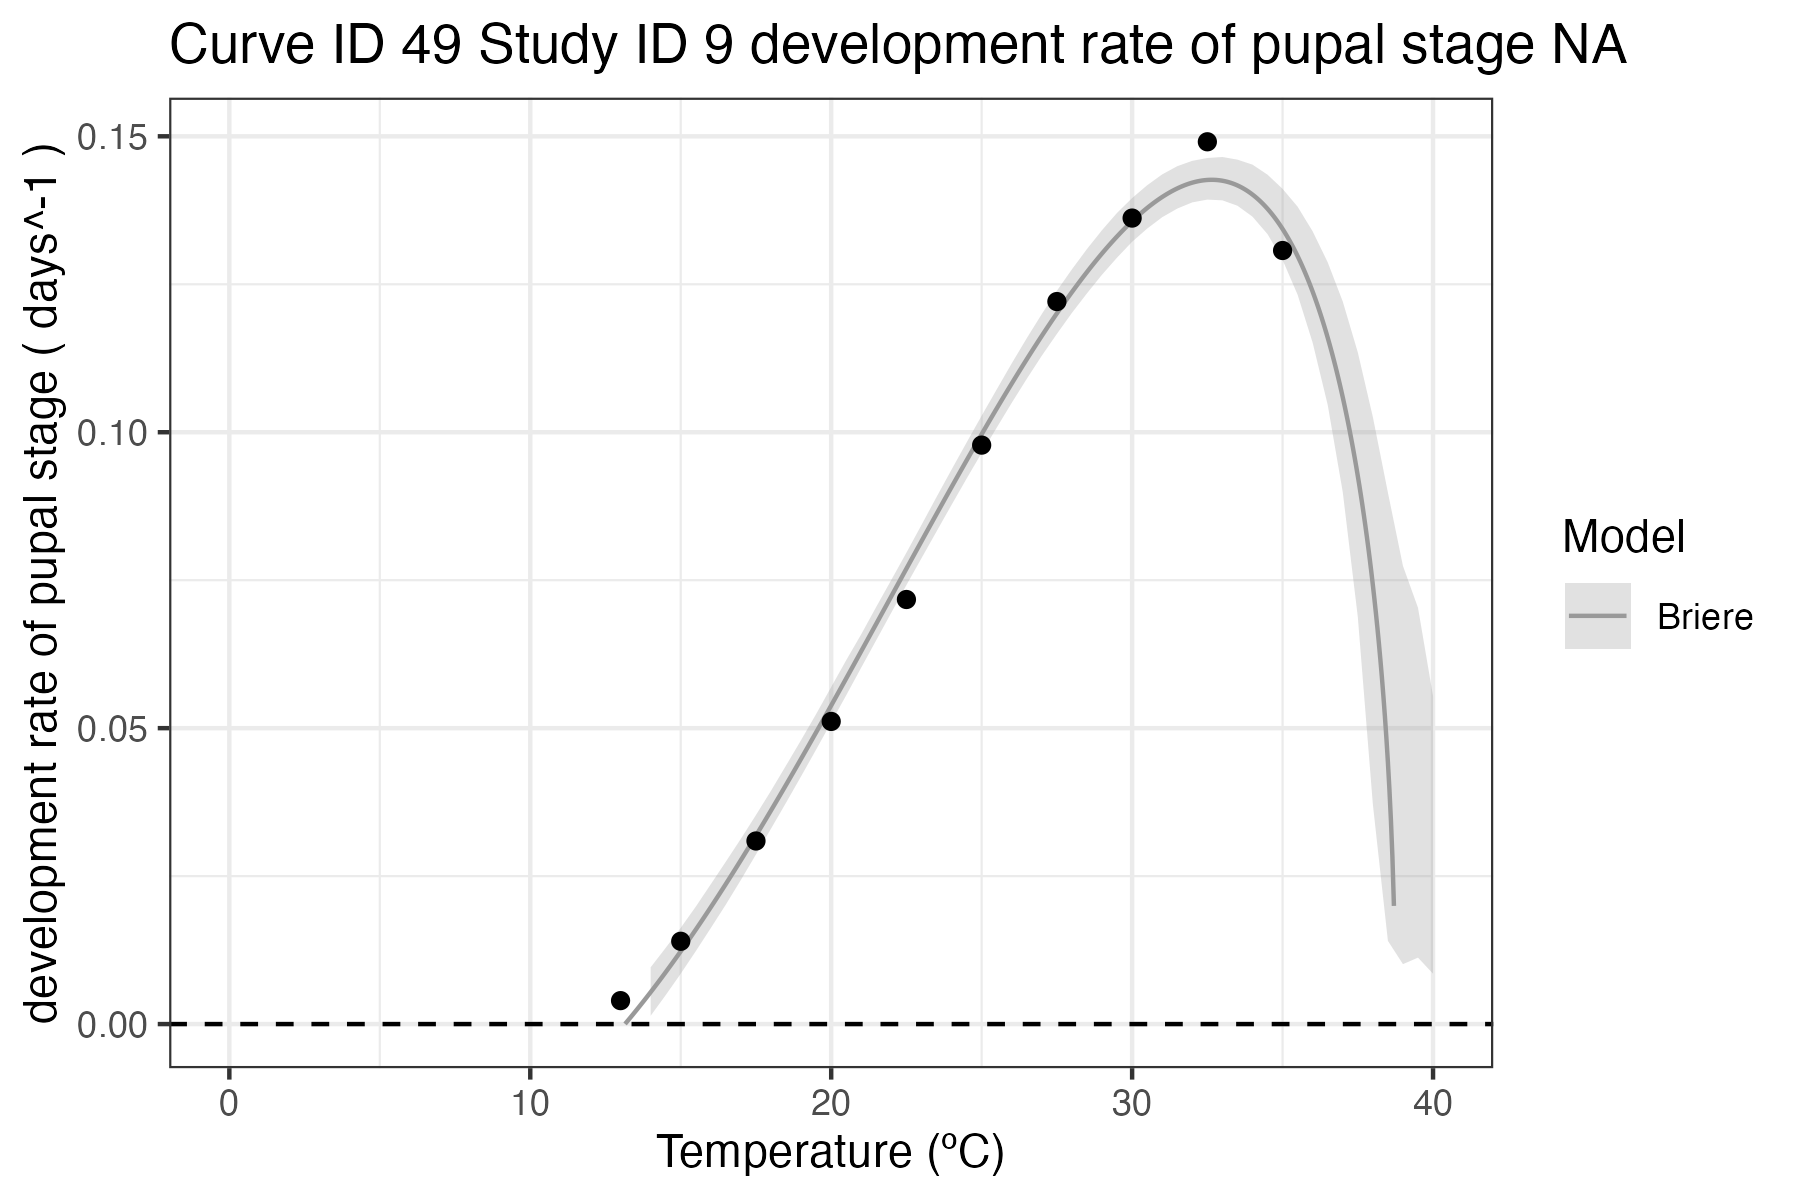 Curve ID 49 Study ID 9 development rate of pupal stage NA
development rate of pupal stage ( days^-1 )
0.15
0.10
0.05
0.00
0
10
20
30
40
Temperature (ºC)
Model
Briere